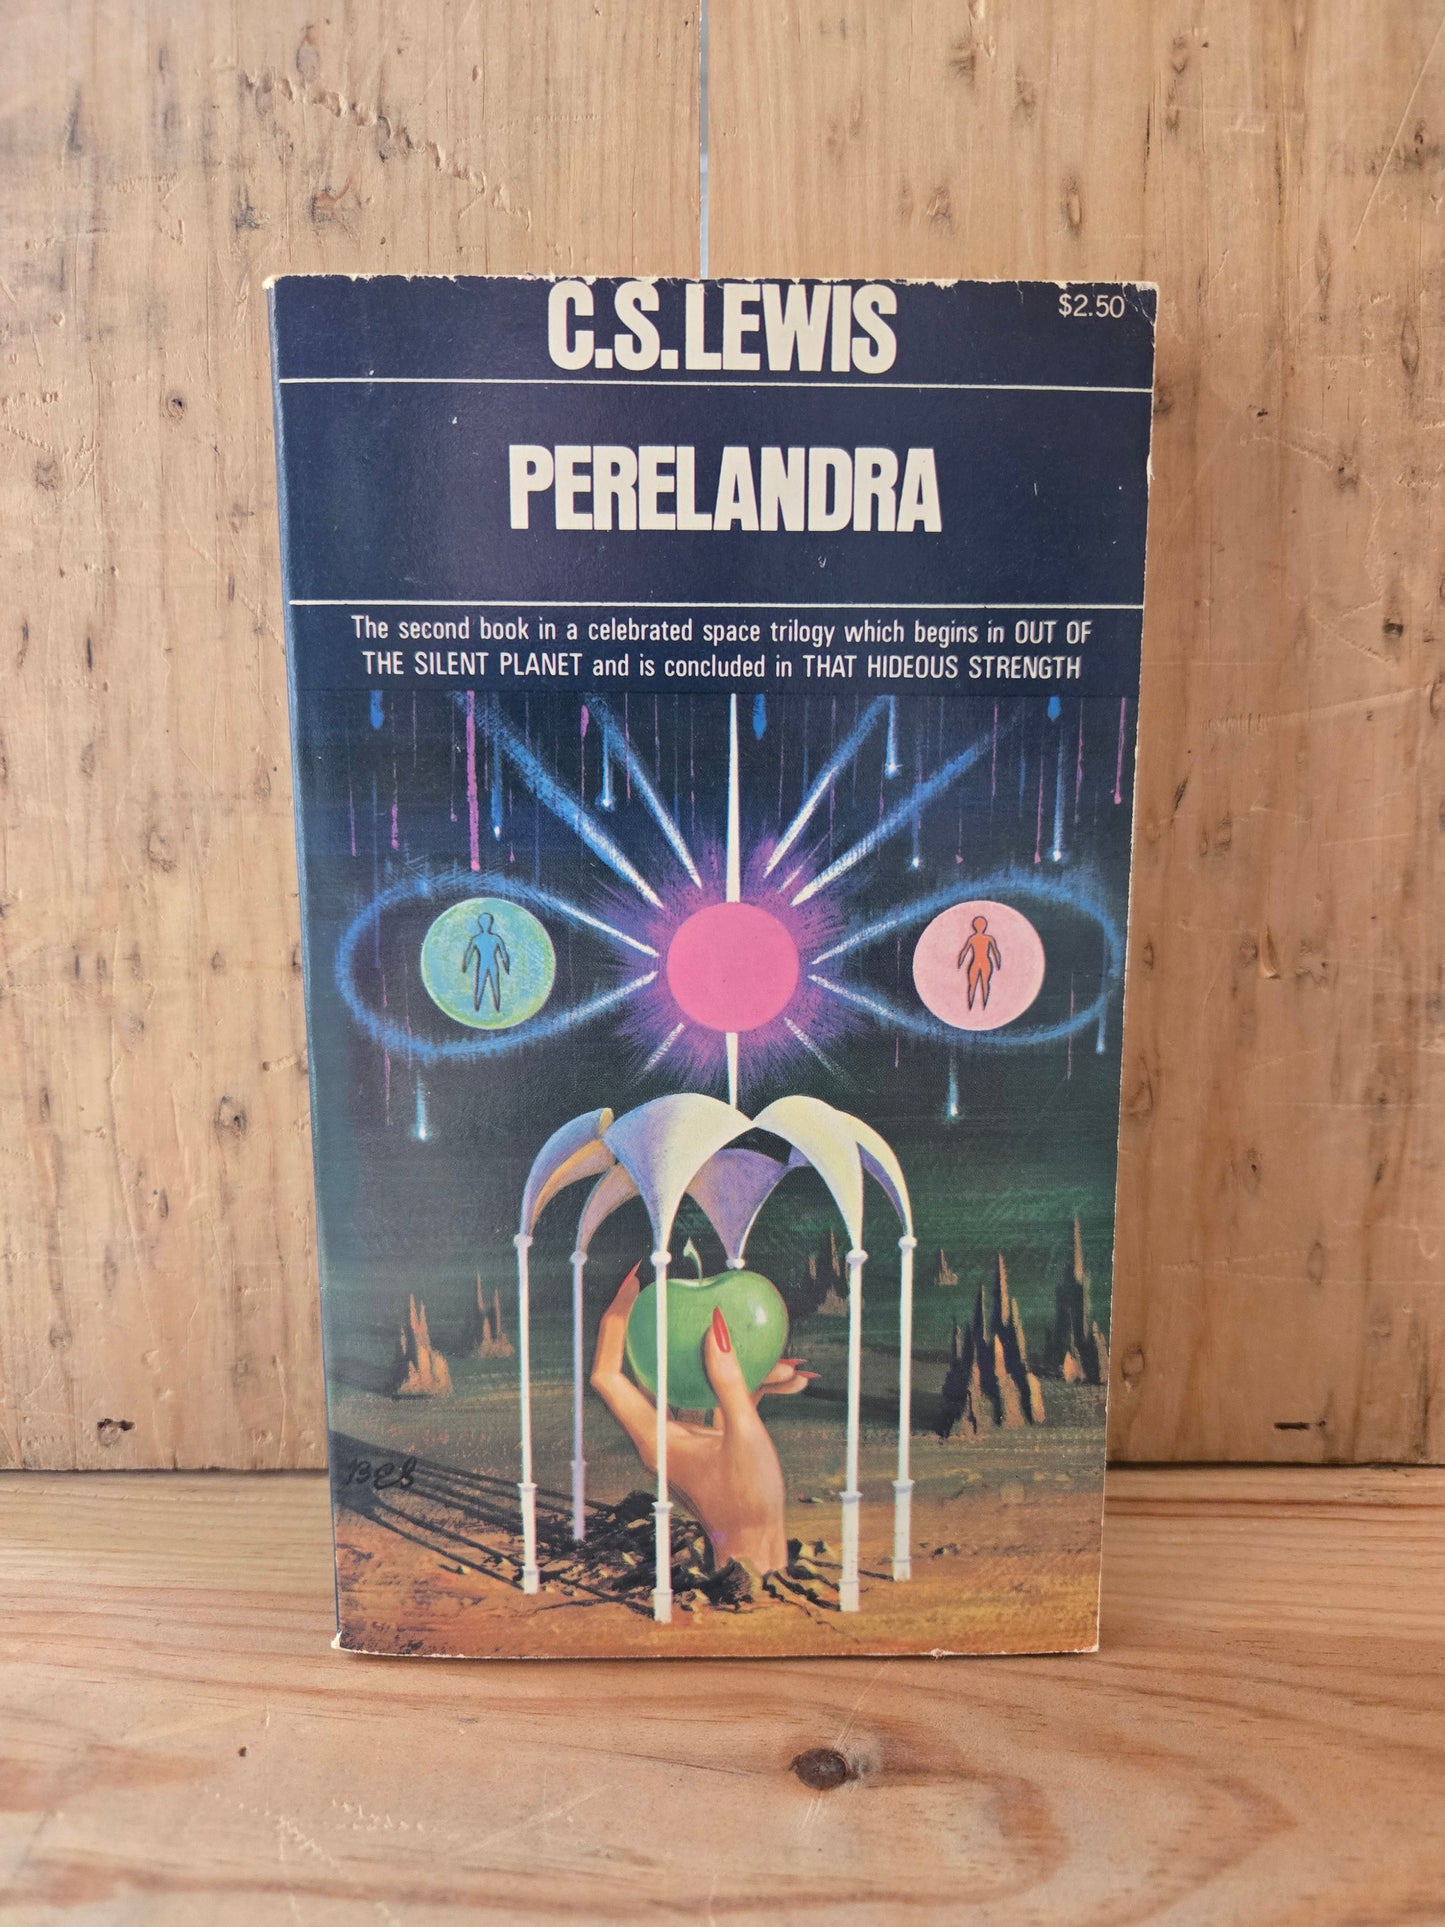 C.S. LEWIS
$2.50
PERELANDRA
The second book in a celebrated space trilogy which begins in OUT OF
THE SILENT PLANET and is concluded in THAT HIDEOUS STRENGTH